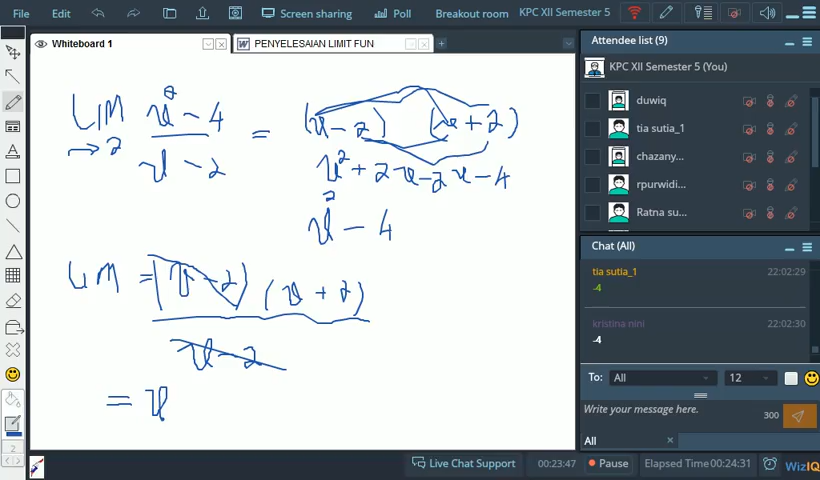 File Edit Screen sharing Poll Breakout room KPC XII Semester 5
Whiteboard 1 PENYELESAIAN LIMIT FUN
Attendee list (9)
KPC XII Semester 5 (You)
duwiq
tia sutia_1
chazany...
rpurwidi...
Ratna su...
Chat (All)
tia sutia_1 22:02:29
-4
kristina nini 22:02:30
-4
To: All 12
Write your message here. 300
All
LIM x² - 4 = (x - 2) (x + 2)
→ 2 x - 2
x² + 2x - 2x - 4
x² - 4
LIM = (x - 2) (x + 2)
x - 2
= x
2
Live Chat Support 00:23:47 Pause Elapsed Time 00:24:31 WizIQ